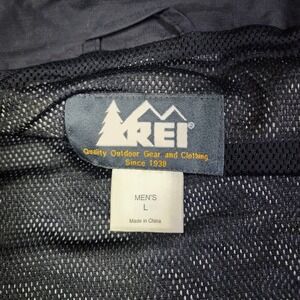 REI®
Quality Outdoor Gear and Clothing
Since 1938
MEN'S
L
Made in China